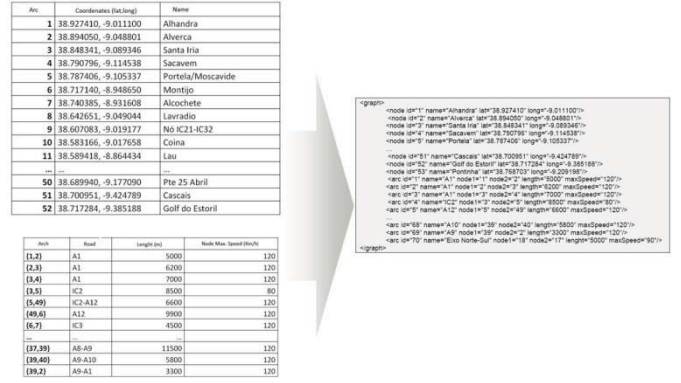 Arc Coordenates (lat,long) Name
1 38.927410, -9.011100 Alhandra
2 38.894050, -9.048801 Alverca
3 38.848341, -9.089346 Santa Iria
4 38.790796, -9.114538 Sacavem
5 38.787406, -9.105337 Portela/Moscavide
6 38.717140, -8.948650 Montijo
7 38.740385, -8.931608 Alcochete
8 38.642651, -9.049044 Lavradio
9 38.607083, -9.019177 Nó IC21-IC32
10 38.583166, -9.017658 Coina
11 38.589418, -8.864434 Lau
... ...
50 38.689940, -9.177090 Pte 25 Abril
51 38.700951, -9.424789 Cascais
52 38.717284, -9.385188 Golf do Estoril
Arch Road Lenght (m) Node Max. Speed (Km/h)
(1,2) A1 5000 120
(2,3) A1 6200 120
(3,4) A1 7000 120
(3,5) IC2 8500 80
(5,49) IC2-A12 6600 120
(49,6) A12 9900 120
(6,7) IC3 4500 120
... ... ...
(37,39) A8-A9 11500 120
(39,40) A9-A10 5800 120
(39,2) A9-A1 3300 120
<graph>
<node id="1" name="Alhandra" lat="38.927410" long="-9.011100"/>
<node id="2" name="Alverca" lat="38.894050" long="-9.048801"/>
<node id="3" name="Santa Iria" lat="38.848341" long="-9.089346"/>
<node id="4" name="Sacavem" lat="38.790796" long="-9.114538"/>
<node id="5" name="Portela" lat="38.787406" long="-9.105337"/>
...
<node id="51" name="Cascais" lat="38.700951" long="-9.424789"/>
<node id="52" name="Golf do Estoril" lat="38.717284" long="-9.385188"/>
<node id="53" name="Pontinha" lat="38.768703" long="-9.209198"/>
<arc id="1" name="A1" node1="1" node2="2" length="5000" maxSpeed="120"/>
<arc id="2" name="A1" node1="2" node2="3" length="6200" maxSpeed="120"/>
<arc id="3" name="A1" node1="3" node2="4" length="7000" maxSpeed="120"/>
<arc id="4" name="IC2" node1="3" node2="5" length="8500" maxSpeed="80"/>
<arc id="5" name="A12" node1="5" node2="49" length="6600" maxSpeed="120"/>
...
<arc id="68" name="A10" node1="39" node2="40" length="5800" maxSpeed="120"/>
<arc id="69" name="A9" node1="39" node2="2" length="3300" maxSpeed="120"/>
<arc id="70" name="Eixo Norte-Sul" node1="18" node2="17" lenght="5000" maxSpeed="90"/>
</graph>